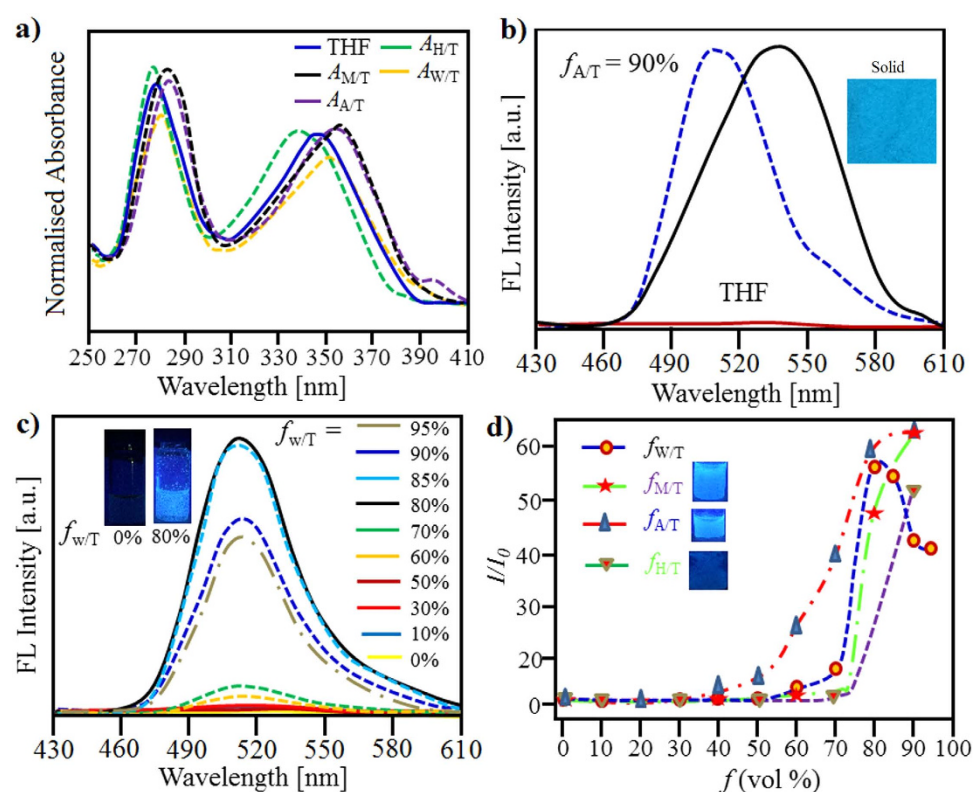 a)
THF
A_H/T
A_M/T
A_W/T
A_A/T
Normalised Absorbance
250 270 290 310 330 350 370 390 410
Wavelength [nm]
b)
f_A/T = 90%
Solid
THF
FL Intensity [a.u.]
430 460 490 520 550 580 610
Wavelength [nm]
c)
f_w/T =
95%
90%
85%
80%
70%
60%
50%
30%
10%
0%
f_w/T 0% 80%
FL Intensity [a.u.]
430 460 490 520 550 580 610
Wavelength [nm]
d)
60
50
40
30
20
20
0
f_W/T
f_M/T
f_A/T
f_H/T
I/I_0
0 10 20 30 40 50 60 70 80 90 100
f (vol %)